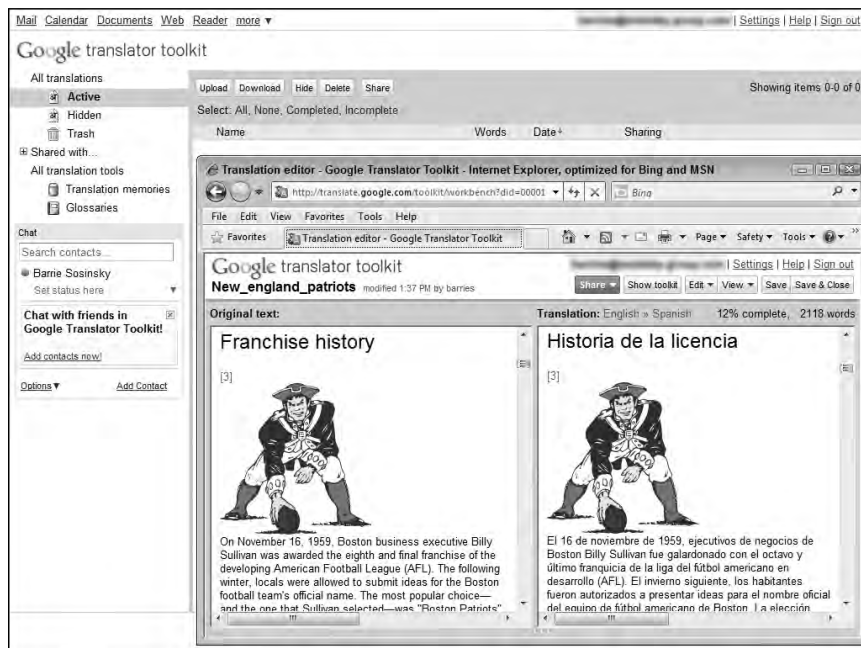 Mail Calendar Documents Web Reader more ▼
| Settings | Help | Sign out
Google translator toolkit
All translations
Active
Hidden
Trash
Shared with...
All translation tools
Translation memories
Glossaries
Chat
Search contacts...
Barrie Sosinsky
Set status here
Chat with friends in
Google Translator Toolkit!
Add contacts now!
Options ▼ Add Contact
Upload Download Hide Delete Share
Showing items 0-0 of 0
Select: All, None, Completed, Incomplete
Name Words Date Sharing
Translation editor - Google Translator Toolkit - Internet Explorer, optimized for Bing and MSN
http://translate.google.com/toolkit/workbench?did=00001
Bing
File Edit View Favorites Tools Help
Favorites Translation editor - Google Translator Toolkit
Page Safety Tools
Google translator toolkit
| Settings | Help | Sign out
New_england_patriots modified 1:37 PM by barries
Share Show toolkit Edit View Save Save & Close
Original text:
Translation: English » Spanish 12% complete, 2118 words
Franchise history
[3]
On November 16, 1959, Boston business executive Billy
Sullivan was awarded the eighth and final franchise of the
developing American Football League (AFL). The following
winter, locals were allowed to submit ideas for the Boston
football team's official name. The most popular choice—
and the one that Sullivan selected—was "Boston Patriots"
Historia de la licencia
[3]
El 16 de noviembre de 1959, ejecutivos de negocios de
Boston Billy Sullivan fue galardonado con el octavo y
último franquicia de la liga del fútbol americano en
desarrollo (AFL). El invierno siguiente, los habitantes
fueron autorizados a presentar ideas para el nombre oficial
del equipo de fútbol americano de Boston. La elección